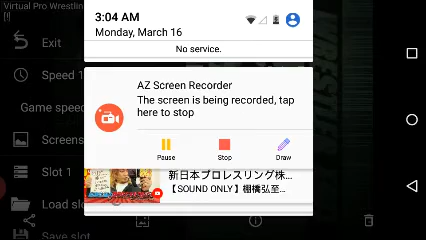 Virtual Pro Wrestlin
[!]
3:04 AM
Monday, March 16
No service.
Exit
Speed 1
Game speed
Screens
Slot 1
Load slo
Save slot
AZ Screen Recorder
The screen is being recorded, tap
here to stop
Pause
Stop
Draw
新日本プロレスリング株...
【SOUND ONLY】棚橋弘至...